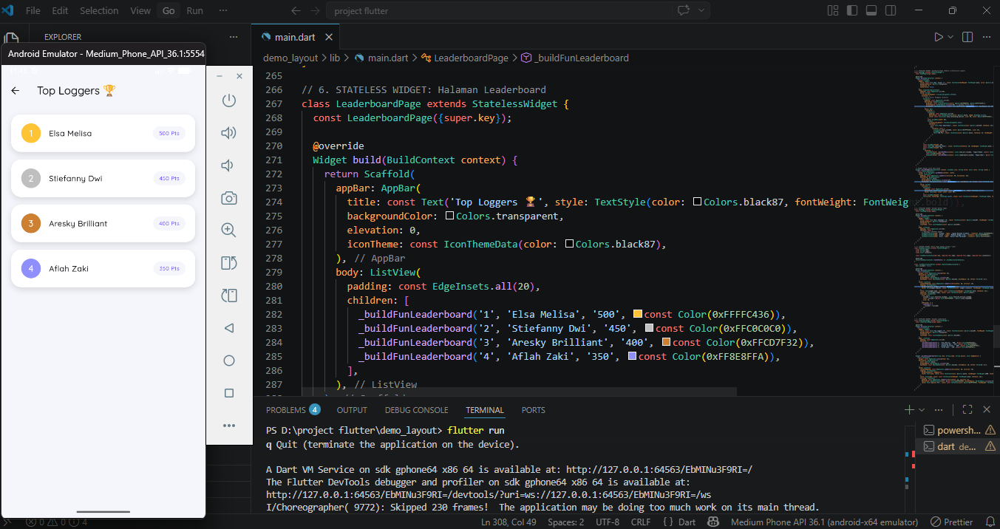 File Edit Selection View Go Run ···
project flutter
EXPLORER
···
main.dart
demo_layout > lib > main.dart > LeaderboardPage > _buildFunLeaderboard
Android Emulator - Medium_Phone_API_36.1:5554
Top Loggers 🏆
1 Elsa Melisa 500 Pts
2 Stiefanny Dwi 450 Pts
3 Aresky Brilliant 400 Pts
4 Aflah Zaki 350 Pts
265
266 // 6. STATELESS WIDGET: Halaman Leaderboard
267 class LeaderboardPage extends StatelessWidget {
268 const LeaderboardPage({super.key});
269
270 @override
271 Widget build(BuildContext context) {
272 return Scaffold(
273 appBar: AppBar(
274 title: const Text('Top Loggers 🏆', style: TextStyle(color: Colors.black87, fontWeight: FontWeig
275 backgroundColor: Colors.transparent,
276 elevation: 0,
277 iconTheme: const IconThemeData(color: Colors.black87),
278 ), // AppBar
279 body: ListView(
280 padding: const EdgeInsets.all(20),
281 children: [
282 _buildFunLeaderboard('1', 'Elsa Melisa', '500', const Color(0xFFFFC436)),
283 _buildFunLeaderboard('2', 'Stiefanny Dwi', '450', const Color(0xFFC0C0C0)),
284 _buildFunLeaderboard('3', 'Aresky Brilliant', '400', const Color(0xFFCD7F32)),
285 _buildFunLeaderboard('4', 'Aflah Zaki', '350', const Color(0xFF8E8FFA)),
286 ],
287 ), // ListView
PROBLEMS 4 OUTPUT DEBUG CONSOLE TERMINAL PORTS
PS D:\project flutter\demo_layout> flutter run
q Quit (terminate the application on the device).
A Dart VM Service on sdk gphone64 x86 64 is available at: http://127.0.0.1:64563/EbMINu3F9RI=/
The Flutter DevTools debugger and profiler on sdk gphone64 x86 64 is available at:
http://127.0.0.1:64563/EbMINu3F9RI=/devtools/?uri=ws://127.0.0.1:64563/EbMINu3F9RI=/ws
I/Choreographer( 9772): Skipped 230 frames!  The application may be doing too much work on its main thread.
powersh...
dart de...
0 0 4
Ln 308, Col 49 Spaces: 2 UTF-8 CRLF { } Dart Medium Phone API 36.1 (android-x64 emulator) Prettier